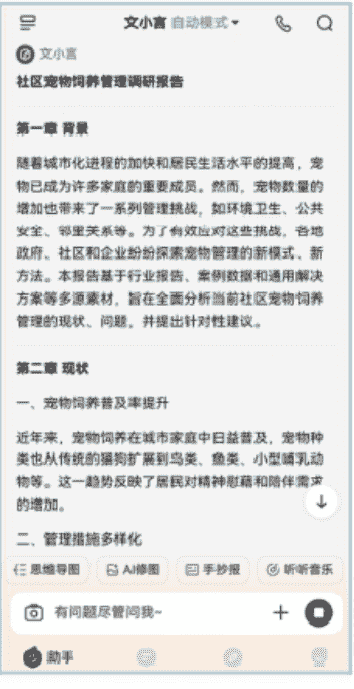 文小言 自动模式
文小言
社区宠物饲养管理调研报告
第一章 背景
随着城市化进程的加快和居民生活水平的提高，宠
物已成为许多家庭的重要成员。然而，宠物数量的
增加也带来了一系列管理挑战，如环境卫生、公共
安全、邻里关系等。为了有效应对这些挑战，各地
政府、社区和企业纷纷探索宠物管理的新模式、新
方法。本报告基于行业报告、案例数据和通用解决
方案等多源素材，旨在全面分析当前社区宠物饲养
管理的现状、问题，并提出针对性建议。
第二章 现状
一、宠物饲养普及率提升
近年来，宠物饲养在城市家庭中日益普及，宠物种
类也从传统的猫狗扩展到鸟类、鱼类、小型哺乳动
物等。这一趋势反映了居民对精神慰藉和陪伴需求
的增加。
二、管理措施多样化
思维导图 AI修图 手抄报 听听音乐
有问题尽管问我~
助手